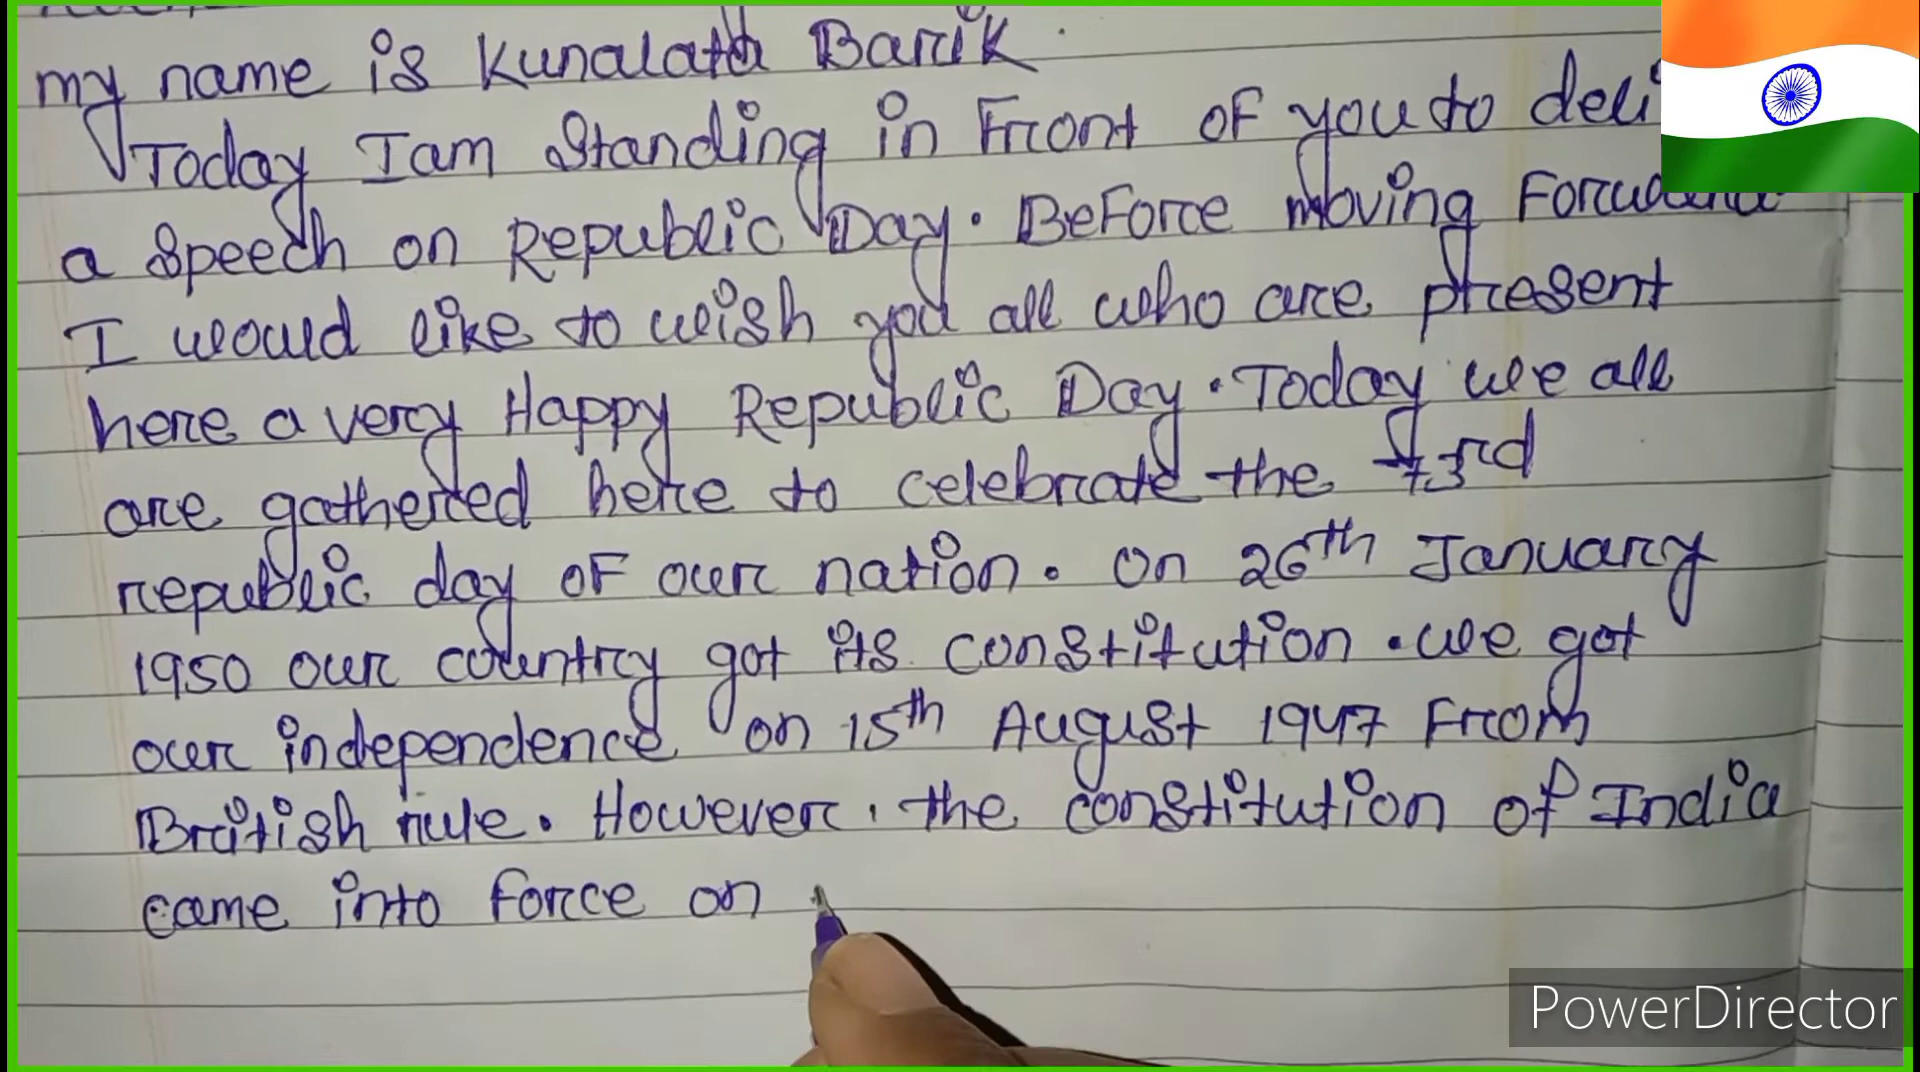 my name is Kunalata Barik.
Today I am standing in Front of you to deli
a speech on Republic Day. Before moving Forward
I would like to wish you all who are present
here a very Happy Republic Day. Today we all
are gathered here to celebrate the 73rd
republic day of our nation. on 26th January
1950 our country got its constitution. we got
our independence on 15th August 1947 From
British rule. However, the constitution of India
came into force on
PowerDirector